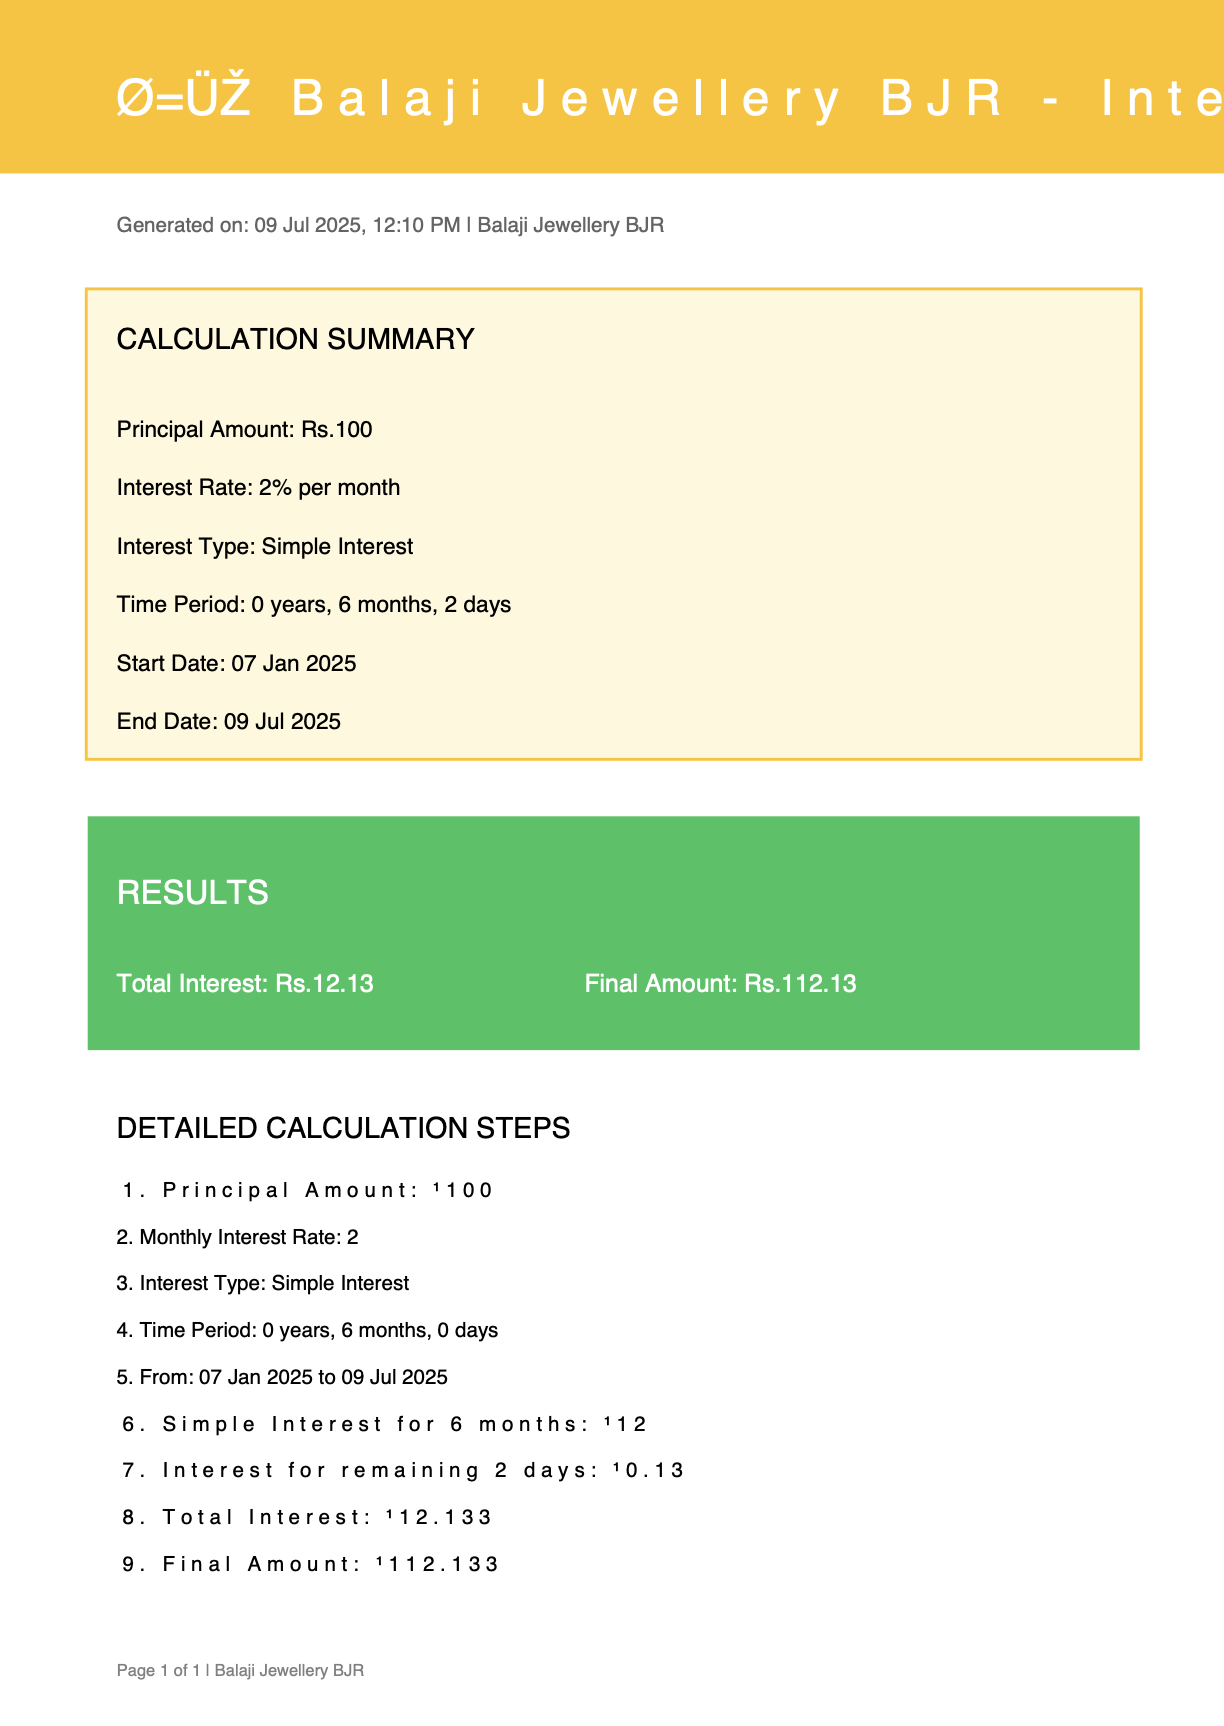 Ø=ÜŽ Balaji Jewellery BJR - Inte
Generated on: 09 Jul 2025, 12:10 PM | Balaji Jewellery BJR
CALCULATION SUMMARY
Principal Amount: Rs.100
Interest Rate: 2% per month
Interest Type: Simple Interest
Time Period: 0 years, 6 months, 2 days
Start Date: 07 Jan 2025
End Date: 09 Jul 2025
RESULTS
Total Interest: Rs.12.13 Final Amount: Rs.112.13
DETAILED CALCULATION STEPS
1. Principal Amount: ¹100
2. Monthly Interest Rate: 2
3. Interest Type: Simple Interest
4. Time Period: 0 years, 6 months, 0 days
5. From: 07 Jan 2025 to 09 Jul 2025
6. Simple Interest for 6 months: ¹12
7. Interest for remaining 2 days: ¹0.13
8. Total Interest: ¹12.133
9. Final Amount: ¹112.133
Page 1 of 1 | Balaji Jewellery BJR